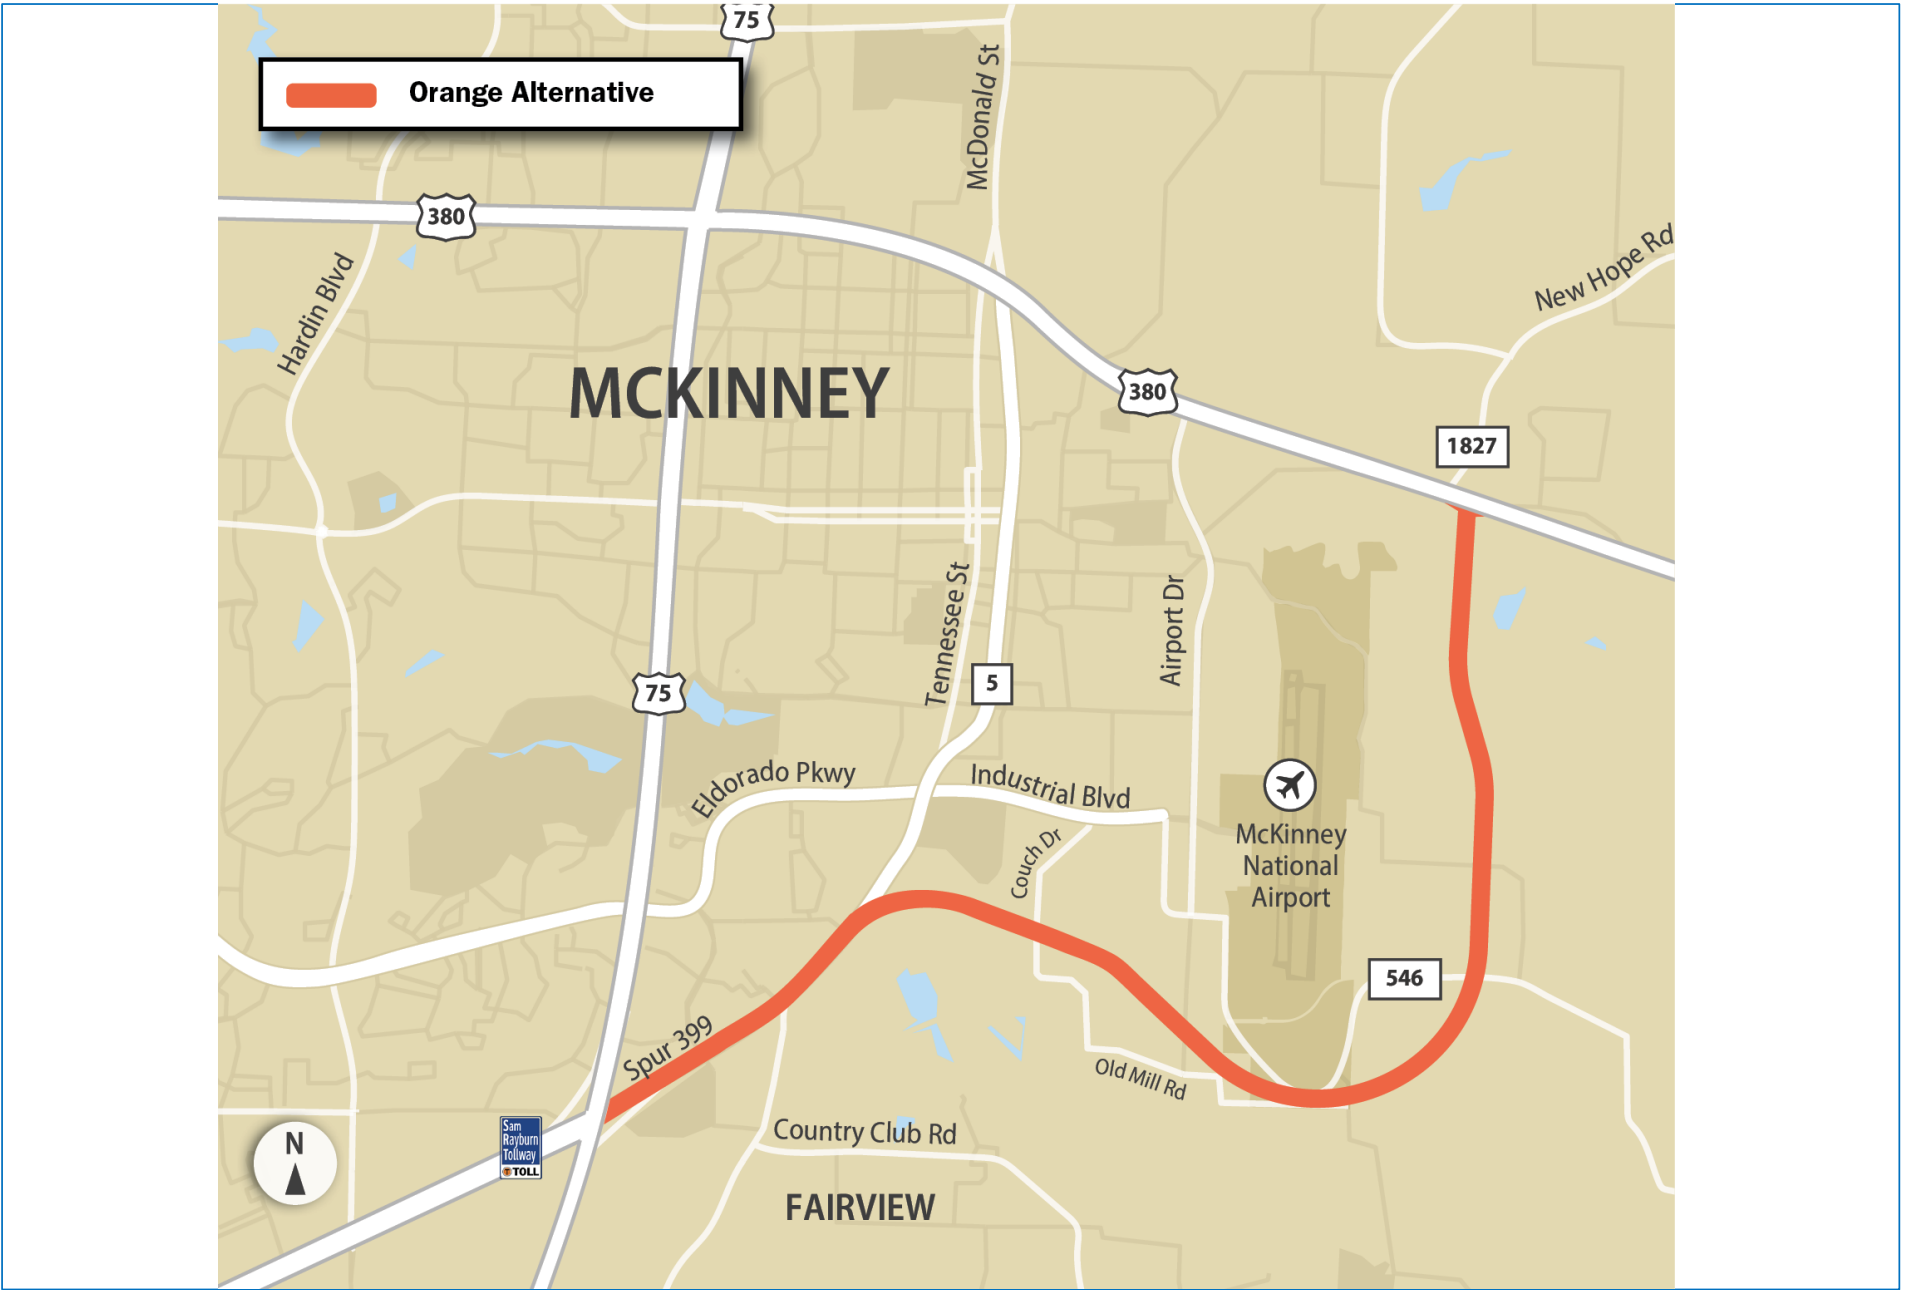 75
Orange Alternative
McDonald St
380
New Hope Rd
Hardin Blvd
MCKINNEY
380
1827
Tennessee St
Airport Dr
5
75
Eldorado Pkwy
Industrial Blvd
McKinney
National
Airport
Couch Dr
546
Spur 399
Old Mill Rd
Sam
Rayburn
Tollway
TOLL
Country Club Rd
N
FAIRVIEW